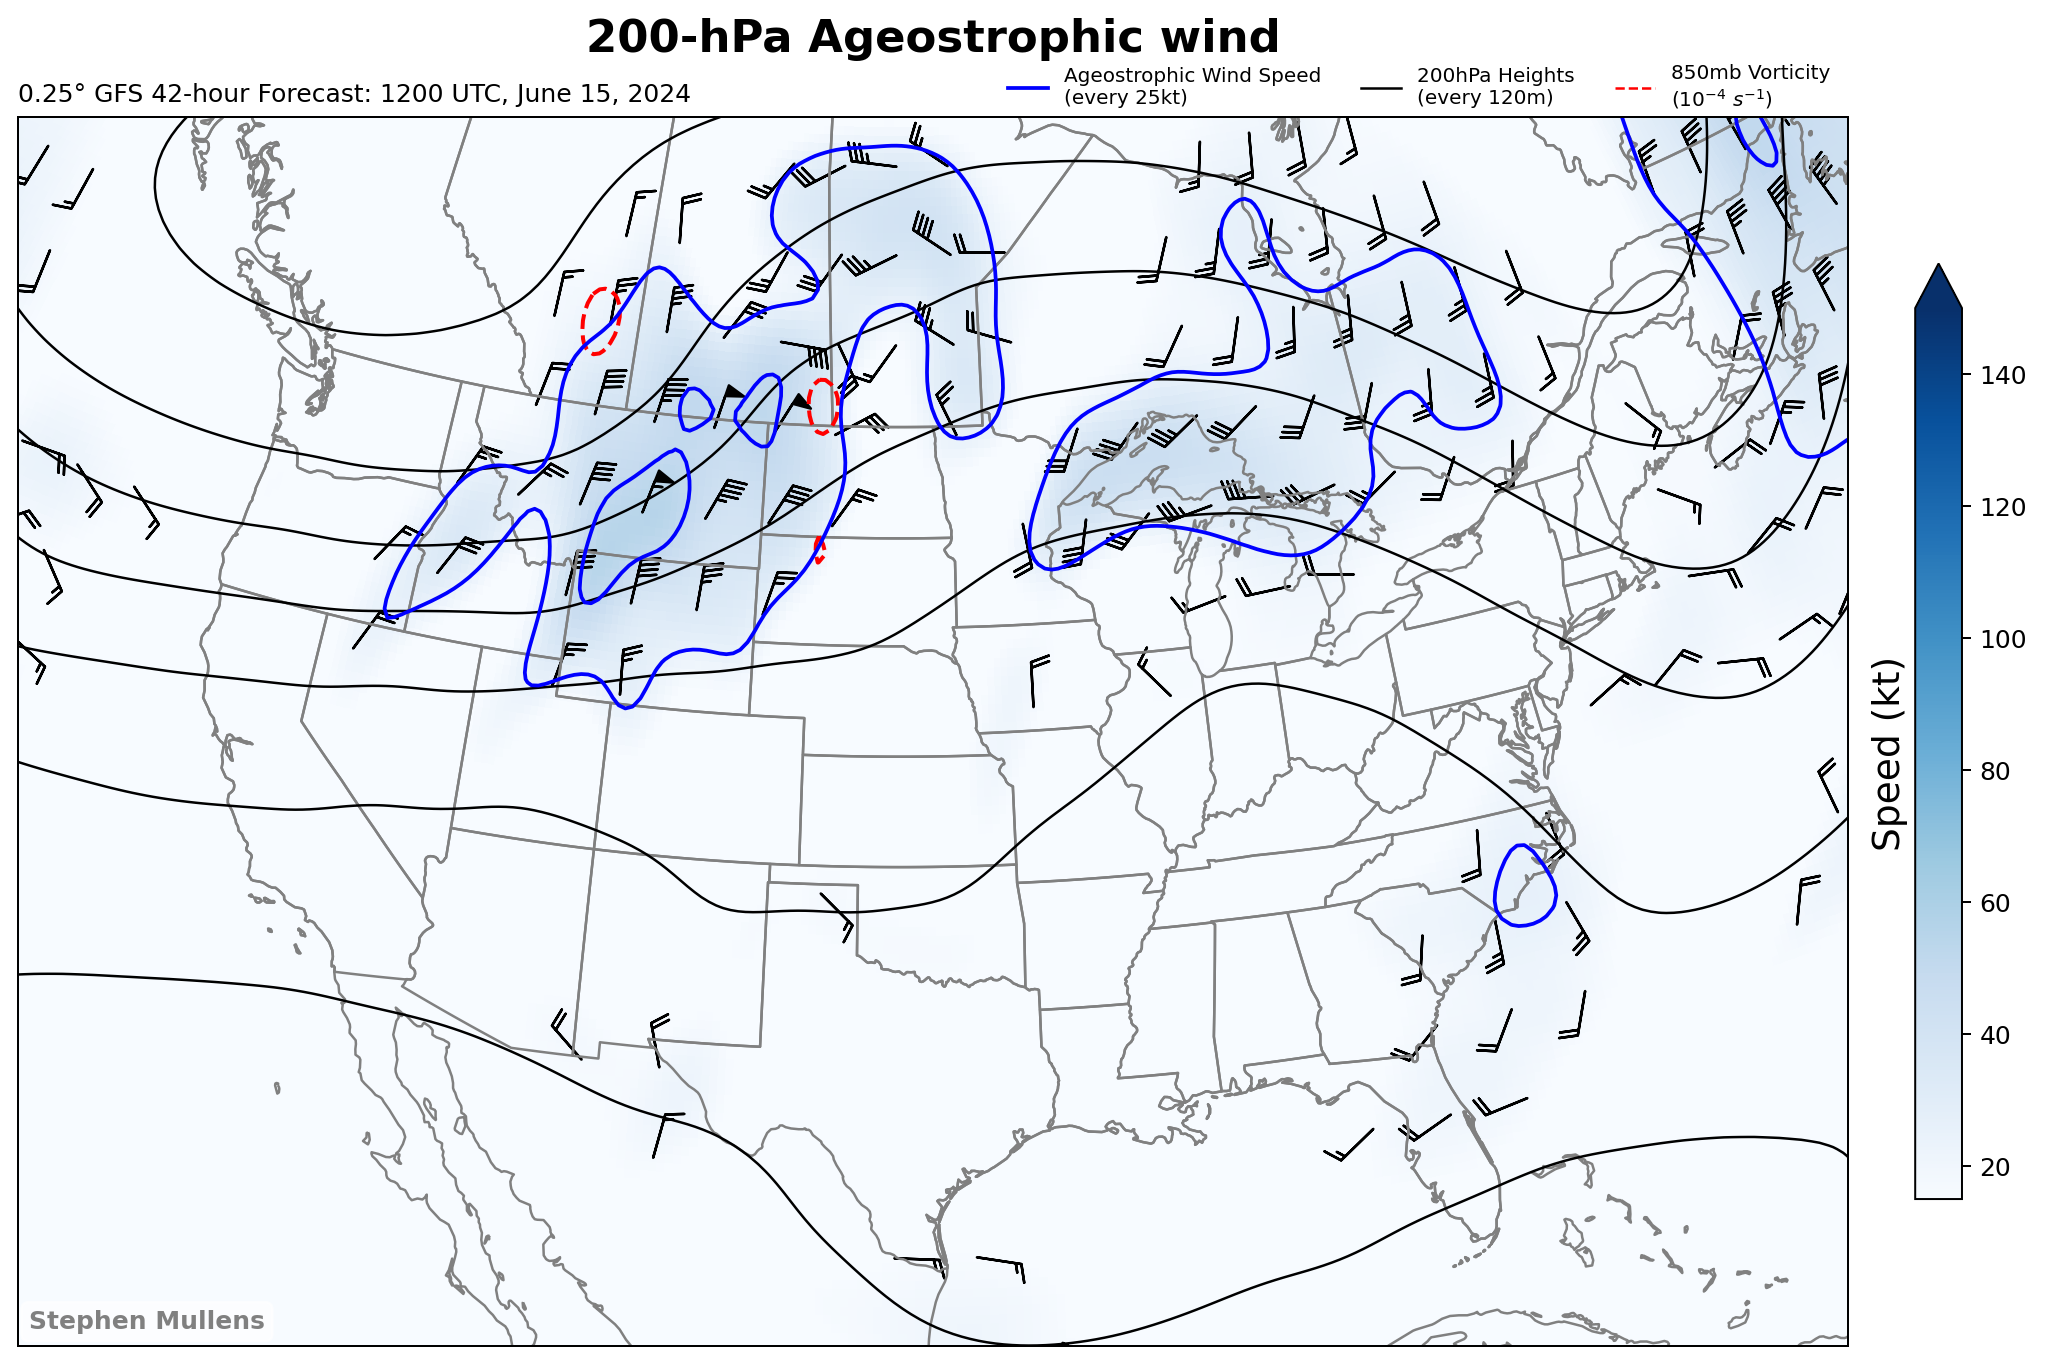 200-hPa Ageostrophic wind
0.25° GFS 42-hour Forecast: 1200 UTC, June 15, 2024
Ageostrophic Wind Speed
(every 25kt)
200hPa Heights
(every 120m)
850mb Vorticity
(10⁻⁴ s⁻¹)
140
120
100
80
60
40
20
Speed (kt)
Stephen Mullens